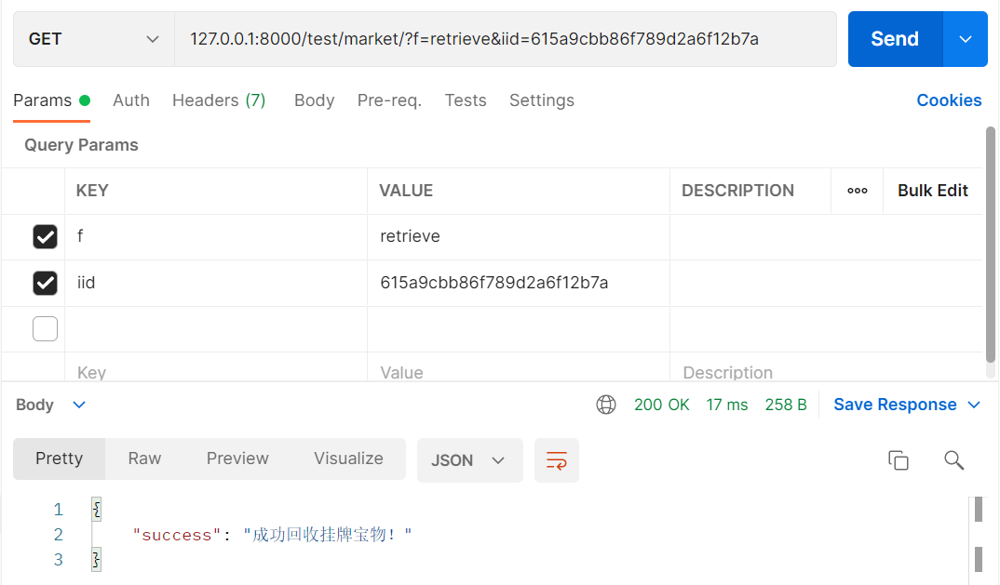 GET 127.0.0.1:8000/test/market/?f=retrieve&iid=615a9cbb86f789d2a6f12b7a Send
Params Auth Headers (7) Body Pre-req. Tests Settings Cookies
Query Params
KEY VALUE DESCRIPTION ooo Bulk Edit
f retrieve
iid 615a9cbb86f789d2a6f12b7a
Key Value Description
Body 200 OK 17 ms 258 B Save Response
Pretty Raw Preview Visualize JSON
1 {
2 "success": "成功回收挂牌宝物！"
3 }